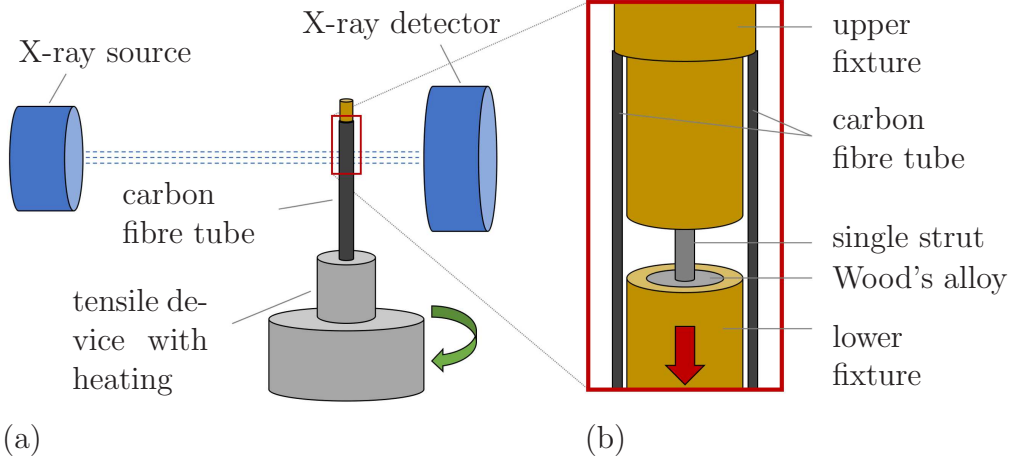 X-ray source
X-ray detector
carbon
fibre tube
tensile de-
vice with
heating
(a)
upper
fixture
carbon
fibre tube
single strut
Wood's alloy
lower
fixture
(b)